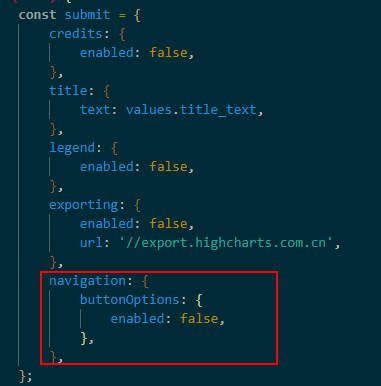 const submit = {
credits: {
enabled: false,
},
title: {
text: values.title_text,
},
legend: {
enabled: false,
},
exporting: {
enabled: false,
url: '//export.highcharts.com.cn',
},
navigation: {
buttonOptions: {
enabled: false,
},
},
};